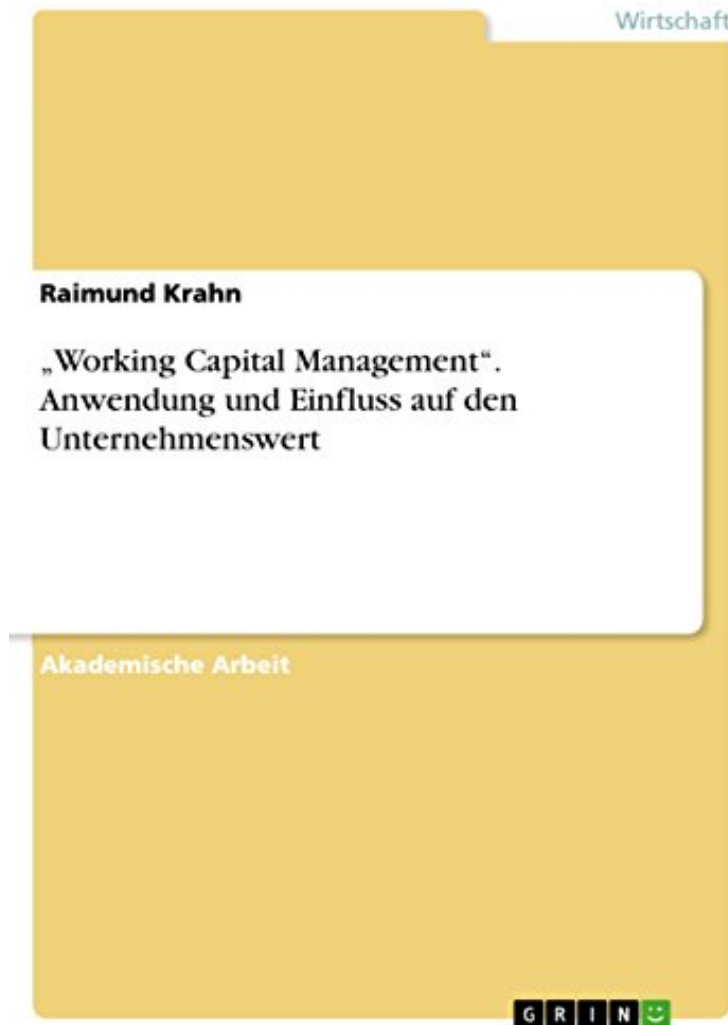 Wirtschaft
Raimund Krahn
„Working Capital Management“.
Anwendung und Einfluss auf den
Unternehmenswert
Akademische Arbeit
GRIN